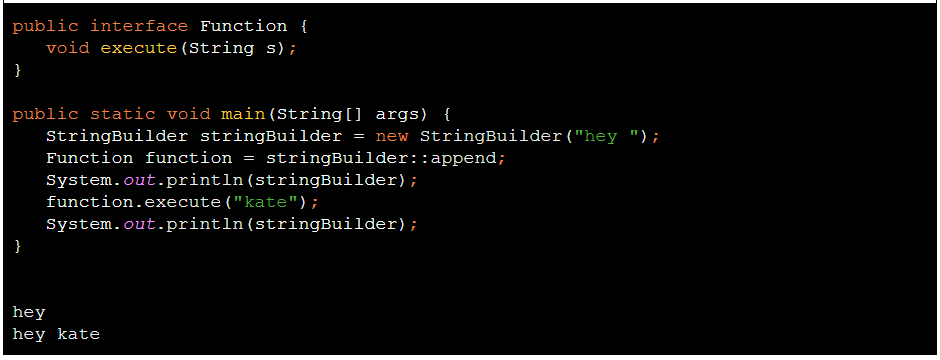 public interface Function {
   void execute(String s);
}

public static void main(String[] args) {
   StringBuilder stringBuilder = new StringBuilder("hey ");
   Function function = stringBuilder::append;
   System.out.println(stringBuilder);
   function.execute("kate");
   System.out.println(stringBuilder);
}

hey
hey kate